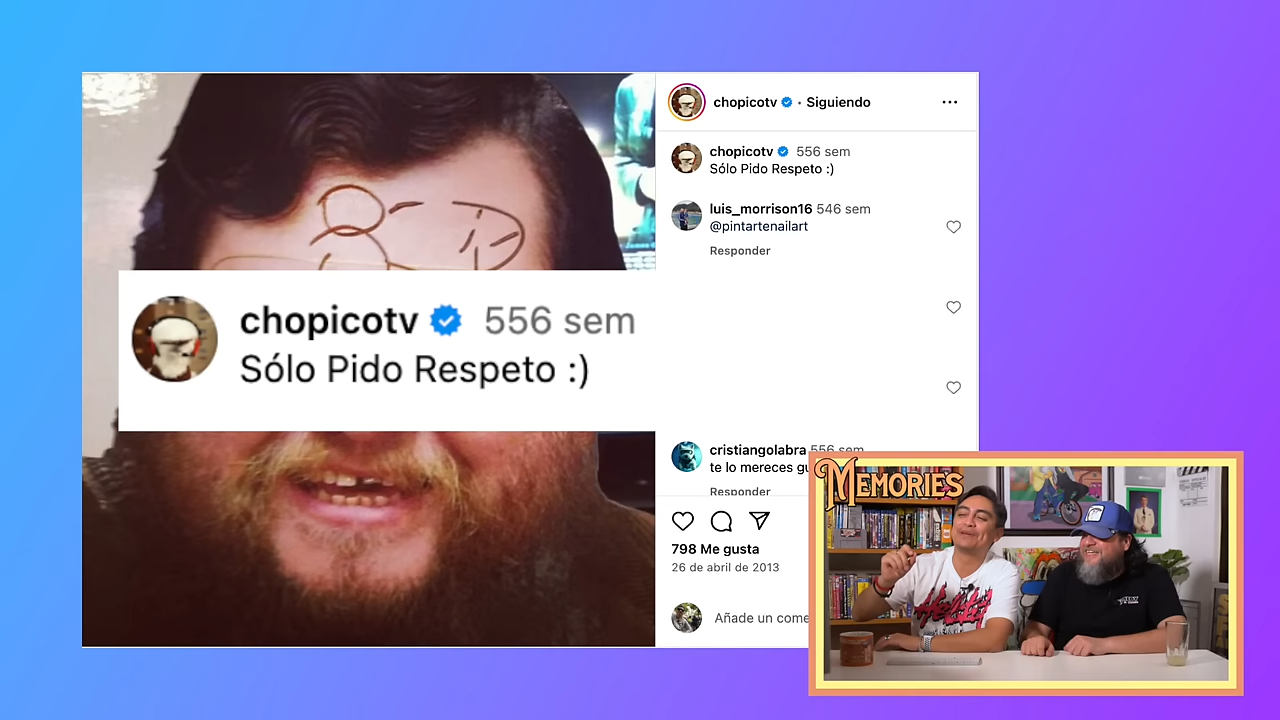 chopicotv • Siguiendo
chopicotv 556 sem
Sólo Pido Respeto :)
luis_morrison16 546 sem
@pintartenailart
Responder
chopicotv 556 sem
Sólo Pido Respeto :)
cristiangolabra 556 sem
te lo mereces
Responder
798 Me gusta
26 de abril de 2013
Añade un
MEMORIES